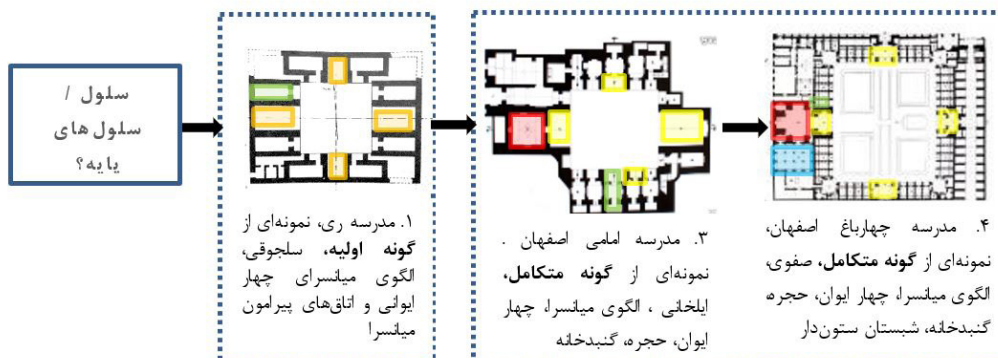 سلول /
سلول‌های
پایه؟
۱. مدرسه ری، نمونه‌ای از
گونه اولیه، سلجوقی،
الگوی میانسرای چهار
ایوانی و اتاق‌های پیرامون
میانسرا
۳. مدرسه امامی اصفهان .
نمونه‌ای از گونه متکامل،
ایلخانی ، الگوی میانسرا، چهار
ایوان، حجره، گنبدخانه
۴. مدرسه چهارباغ اصفهان،
نمونه‌ای از گونه متکامل، صفوی،
الگوی میانسرا، چهار ایوان، حجره،
گنبدخانه، شبستان ستون‌دار